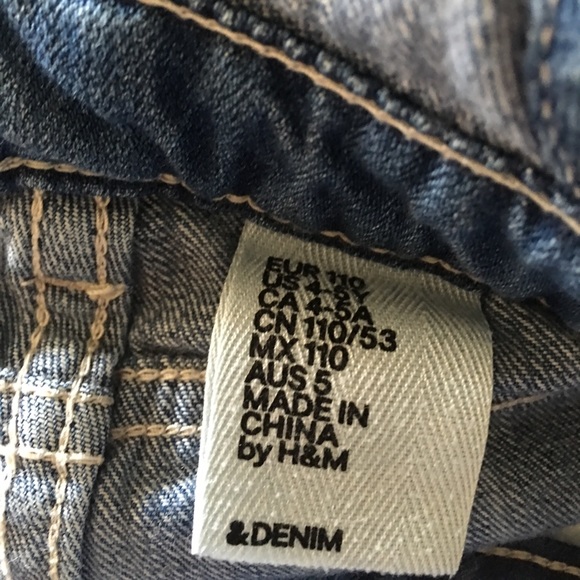 EUR 110
US 4-5Y
CA 4-5A
CN 110/53
MX 110
AUS 5
MADE IN
CHINA
by H&M
&DENIM